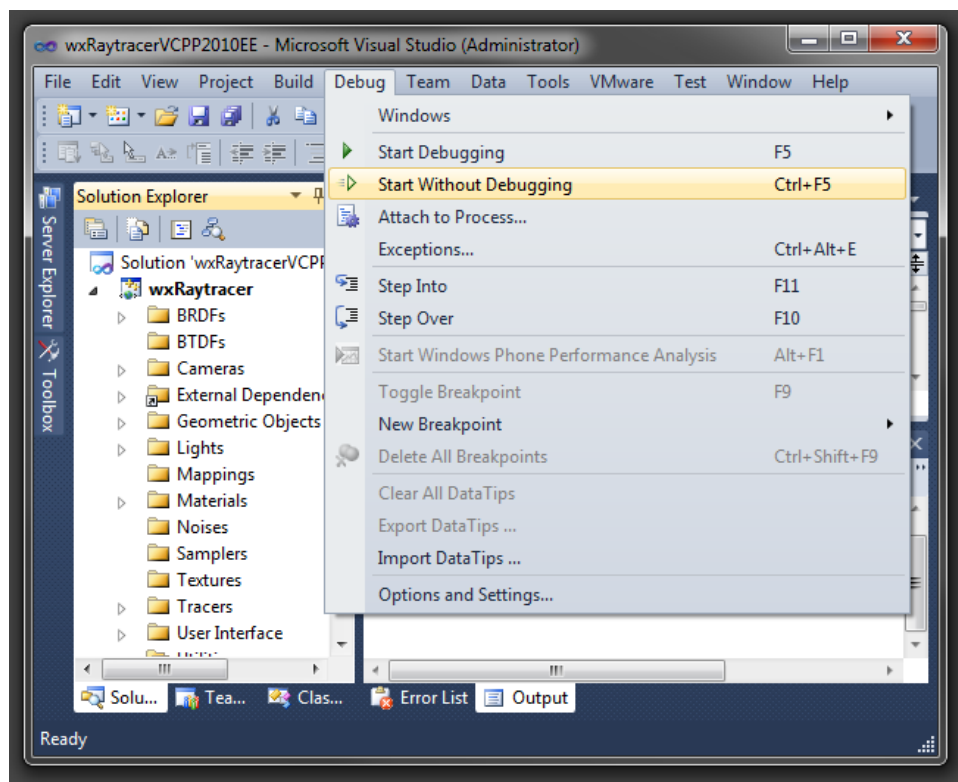 wxRaytracerVCPP2010EE - Microsoft Visual Studio (Administrator)
File Edit View Project Build Debug Team Data Tools VMware Test Window Help
Windows
Start Debugging F5
Start Without Debugging Ctrl+F5
Attach to Process...
Exceptions... Ctrl+Alt+E
Step Into F11
Step Over F10
Start Windows Phone Performance Analysis Alt+F1
Toggle Breakpoint F9
New Breakpoint
Delete All Breakpoints Ctrl+Shift+F9
Clear All DataTips
Export DataTips ...
Import DataTips ...
Options and Settings...
Server Explorer
Toolbox
Solution Explorer
Solution 'wxRaytracerVCPP
wxRaytracer
BRDFs
BTDFs
Cameras
External Dependen
Geometric Objects
Lights
Mappings
Materials
Noises
Samplers
Textures
Tracers
User Interface
Solu... Tea... Clas... Error List Output
Ready